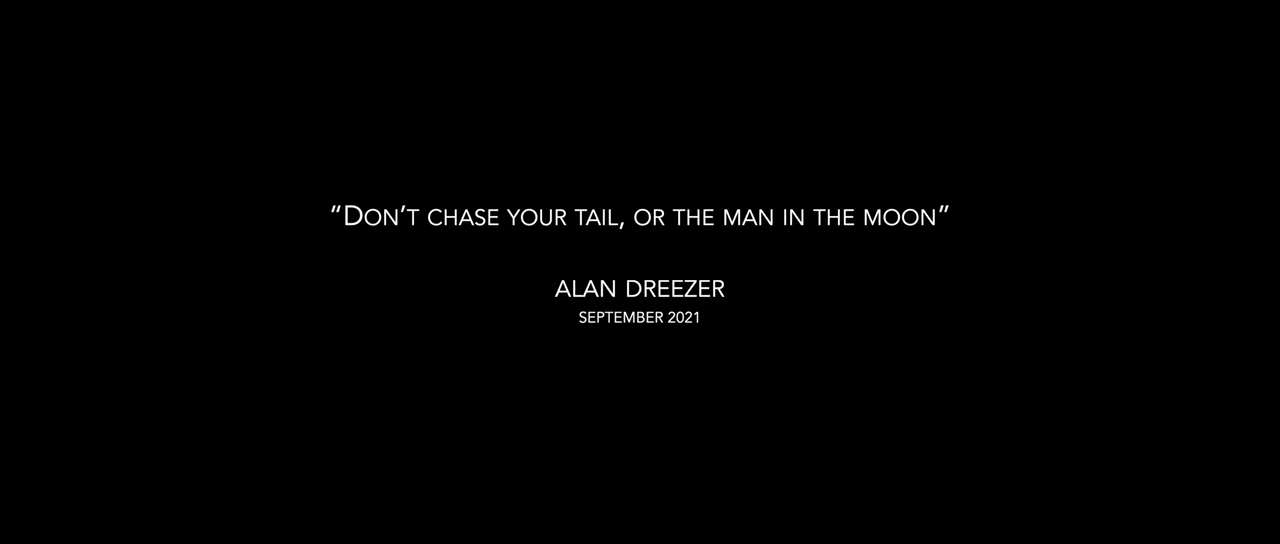 “Don’t chase your tail, or the man in the moon”
ALAN DREEZER
SEPTEMBER 2021